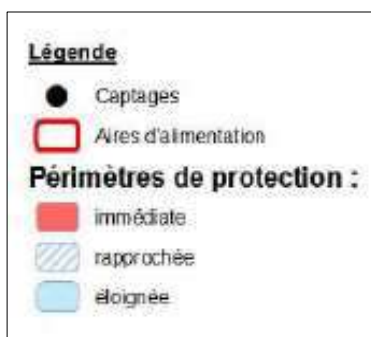 Légende
Captages
Aires d'alimentation
Périmètres de protection :
immédiate
rapprochée
éloignée